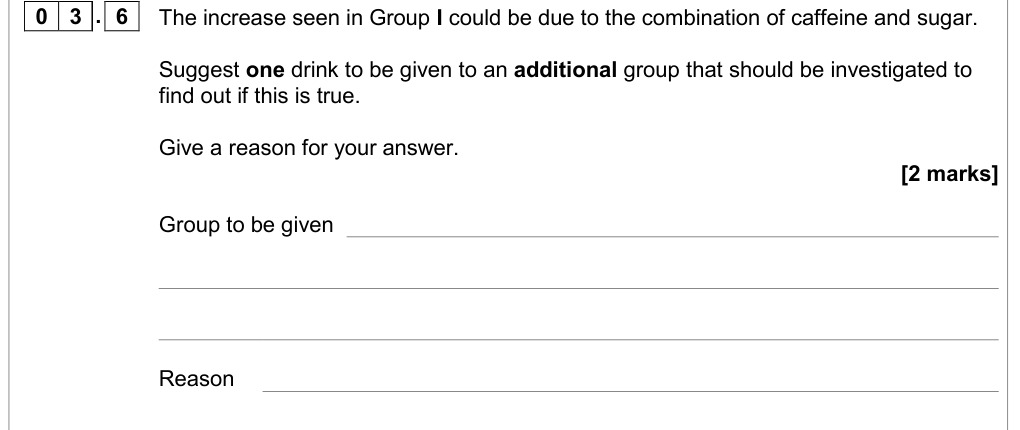 0 3 . 6 The increase seen in Group I could be due to the combination of caffeine and sugar.
Suggest one drink to be given to an additional group that should be investigated to
find out if this is true.
Give a reason for your answer.
[2 marks]
Group to be given
Reason